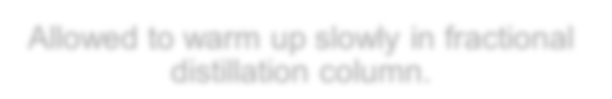 Allowed to warm up slowly in fractional
distillation column.